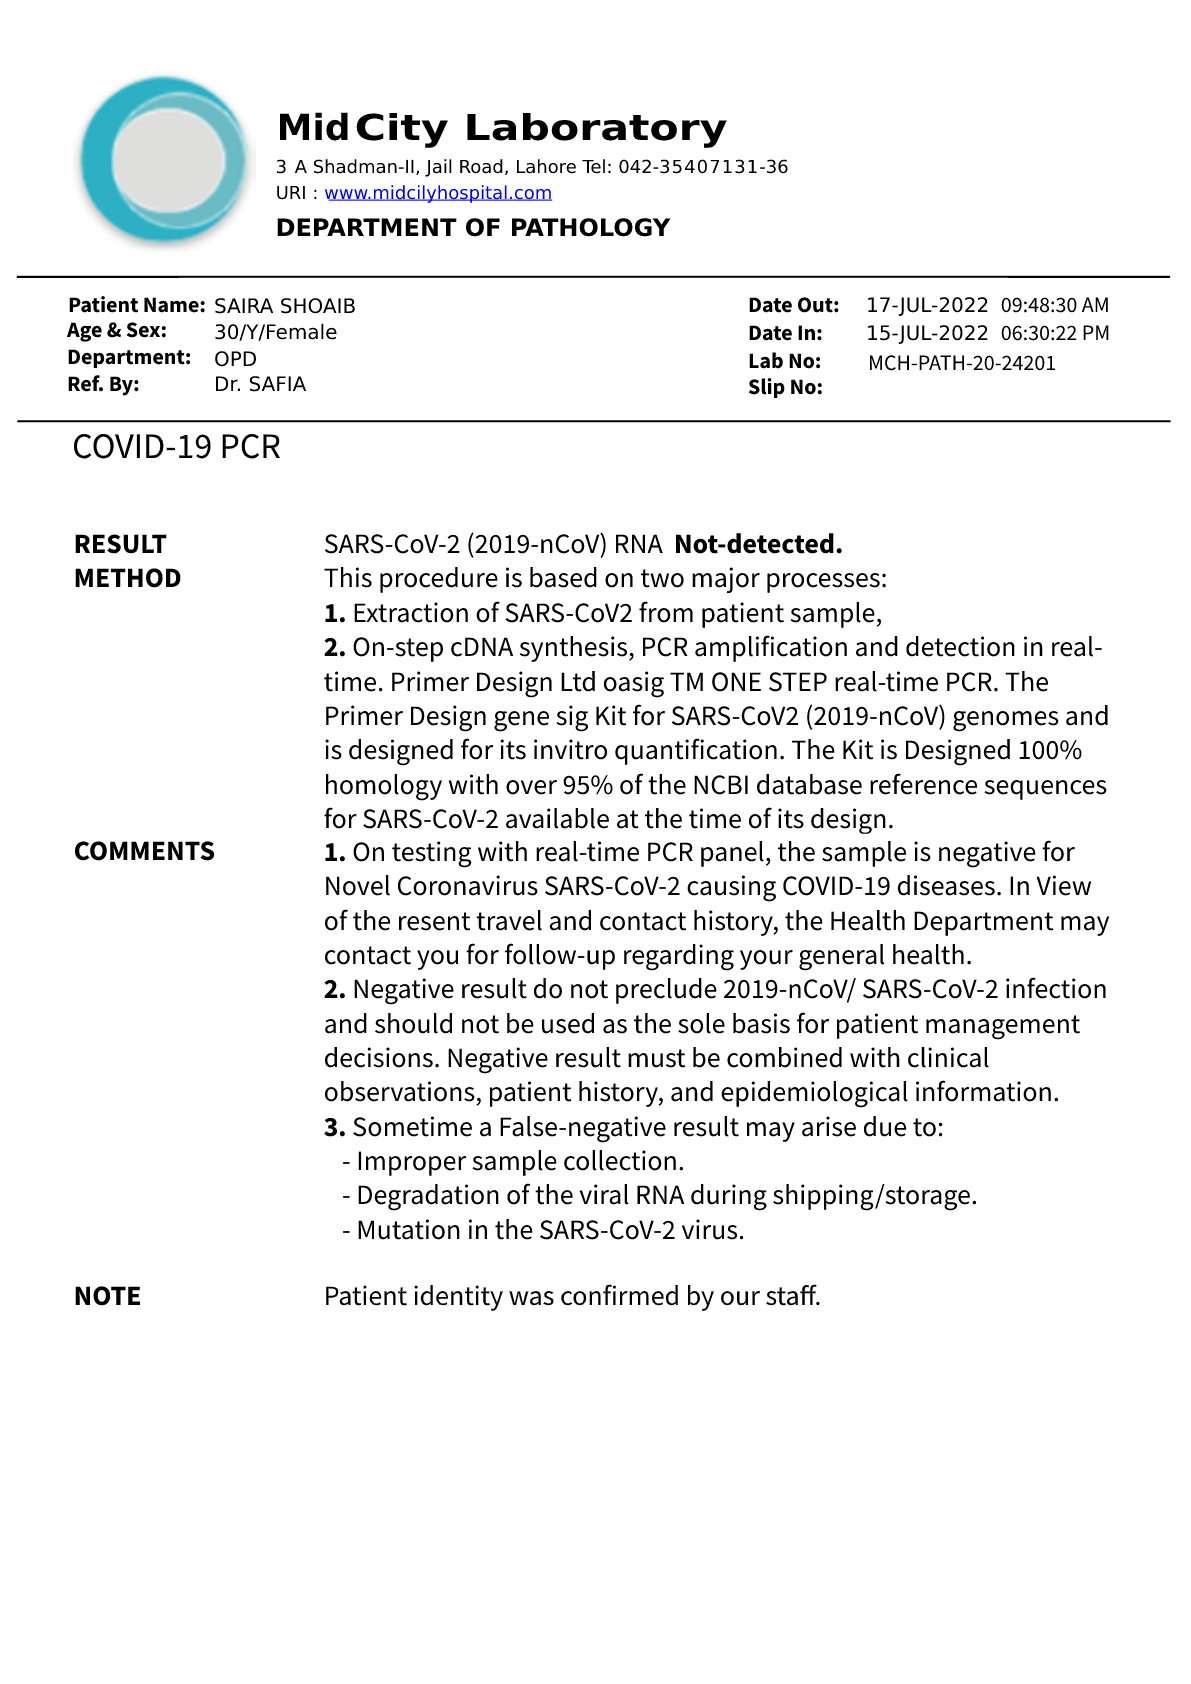 MidCity Laboratory
3 A Shadman-II, Jail Road, Lahore Tel: 042-35407131-36
URI : www.midcilyhospital.com
DEPARTMENT OF PATHOLOGY
Patient Name: SAIRA SHOAIB
Age & Sex: 30/Y/Female
Department: OPD
Ref. By: Dr. SAFIA
Date Out: 17-JUL-2022 09:48:30 AM
Date In: 15-JUL-2022 06:30:22 PM
Lab No: MCH-PATH-20-24201
Slip No:
COVID-19 PCR
RESULT SARS-CoV-2 (2019-nCoV) RNA Not-detected.
METHOD This procedure is based on two major processes:
1. Extraction of SARS-CoV2 from patient sample,
2. On-step cDNA synthesis, PCR amplification and detection in real-
time. Primer Design Ltd oasig TM ONE STEP real-time PCR. The
Primer Design gene sig Kit for SARS-CoV2 (2019-nCoV) genomes and
is designed for its invitro quantification. The Kit is Designed 100%
homology with over 95% of the NCBI database reference sequences
for SARS-CoV-2 available at the time of its design.
COMMENTS 1. On testing with real-time PCR panel, the sample is negative for
Novel Coronavirus SARS-CoV-2 causing COVID-19 diseases. In View
of the resent travel and contact history, the Health Department may
contact you for follow-up regarding your general health.
2. Negative result do not preclude 2019-nCoV/ SARS-CoV-2 infection
and should not be used as the sole basis for patient management
decisions. Negative result must be combined with clinical
observations, patient history, and epidemiological information.
3. Sometime a False-negative result may arise due to:
- Improper sample collection.
- Degradation of the viral RNA during shipping/storage.
- Mutation in the SARS-CoV-2 virus.
NOTE Patient identity was confirmed by our staff.